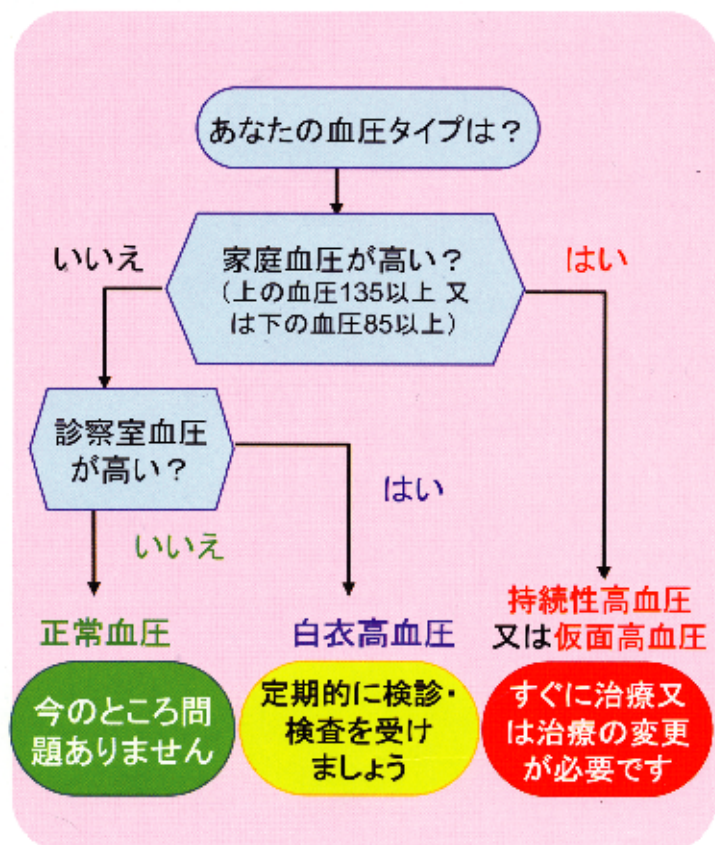 あなたの血圧タイプは？
いいえ
家庭血圧が高い？
（上の血圧135以上 又
は下の血圧85以上）
はい
診察室血圧
が高い？
はい
いいえ
正常血圧
白衣高血圧
持続性高血圧
又は仮面高血圧
今のところ問
題ありません
定期的に検診・
検査を受け
ましょう
すぐに治療又
は治療の変更
が必要です